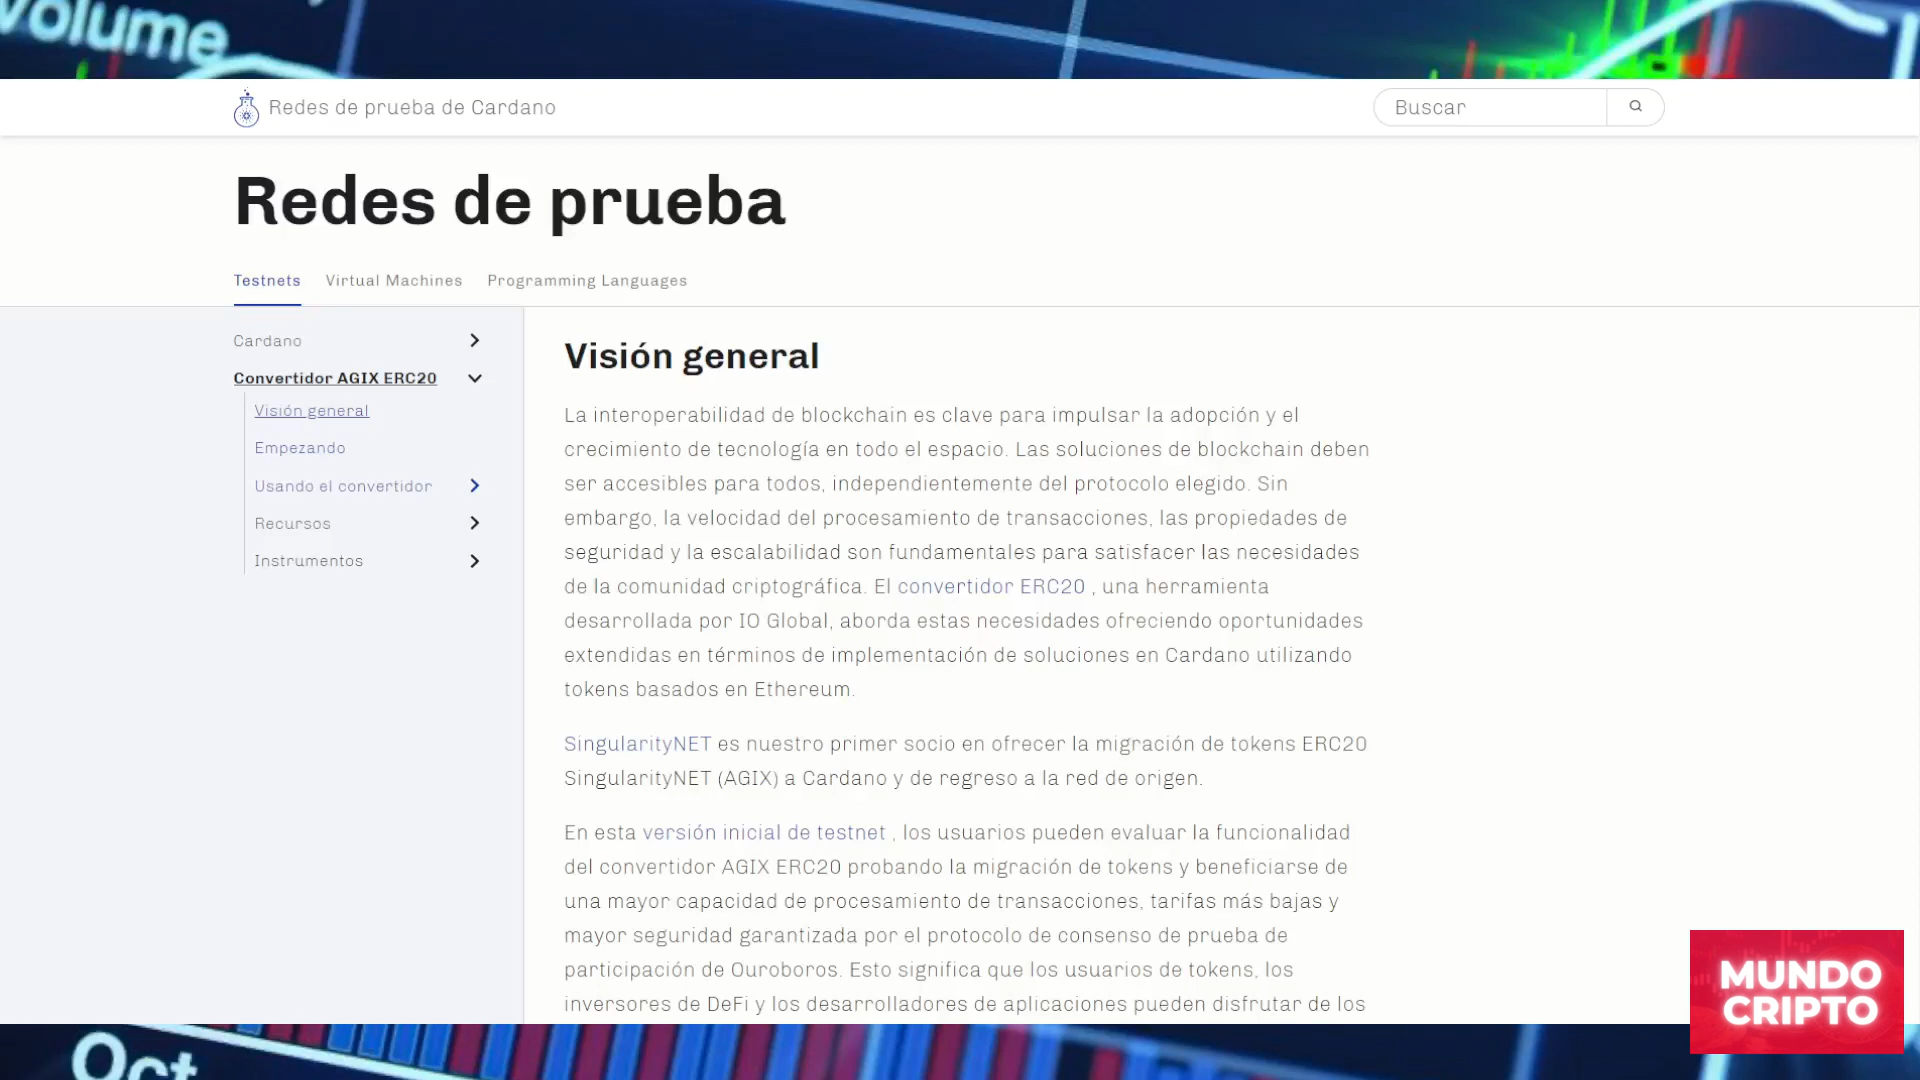 Volume
Redes de prueba de Cardano
Buscar
Redes de prueba
Testnets
Virtual Machines
Programming Languages
Cardano
Convertidor AGIX ERC20
Visión general
Empezando
Usando el convertidor
Recursos
Instrumentos
Visión general
La interoperabilidad de blockchain es clave para impulsar la adopción y el
crecimiento de tecnología en todo el espacio. Las soluciones de blockchain deben
ser accesibles para todos, independientemente del protocolo elegido. Sin
embargo, la velocidad del procesamiento de transacciones, las propiedades de
seguridad y la escalabilidad son fundamentales para satisfacer las necesidades
de la comunidad criptográfica. El convertidor ERC20 , una herramienta
desarrollada por IO Global, aborda estas necesidades ofreciendo oportunidades
extendidas en términos de implementación de soluciones en Cardano utilizando
tokens basados en Ethereum.
SingularityNET es nuestro primer socio en ofrecer la migración de tokens ERC20
SingularityNET (AGIX) a Cardano y de regreso a la red de origen.
En esta versión inicial de testnet , los usuarios pueden evaluar la funcionalidad
del convertidor AGIX ERC20 probando la migración de tokens y beneficiarse de
una mayor capacidad de procesamiento de transacciones, tarifas más bajas y
mayor seguridad garantizada por el protocolo de consenso de prueba de
participación de Ouroboros. Esto significa que los usuarios de tokens, los
inversores de DeFi y los desarrolladores de aplicaciones pueden disfrutar de los
MUNDO
CRIPTO
Oct